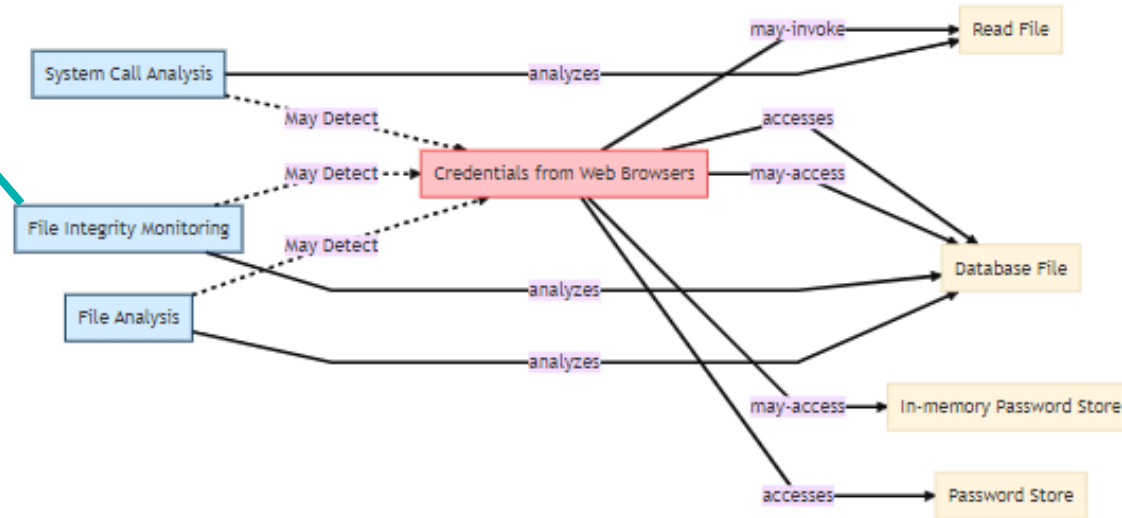 may-invoke
Read File
System Call Analysis
analyzes
May Detect
accesses
May Detect
Credentials from Web Browsers
may-access
File Integrity Monitoring
May Detect
Database File
analyzes
File Analysis
analyzes
may-access
In-memory Password Store
accesses
Password Store